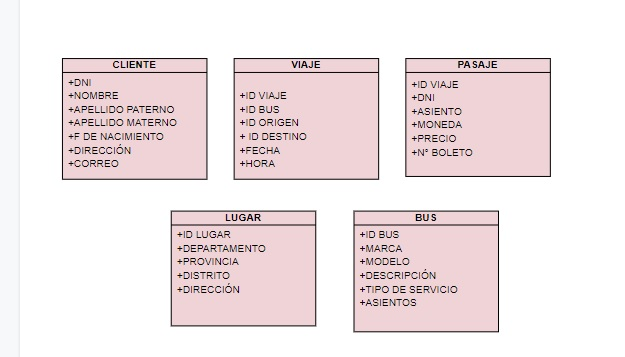 CLIENTE
+DNI
+NOMBRE
+APELLIDO PATERNO
+APELLIDO MATERNO
+F DE NACIMIENTO
+DIRECCIÓN
+CORREO
VIAJE
+ID VIAJE
+ID BUS
+ID ORIGEN
+ ID DESTINO
+FECHA
+HORA
PASAJE
+ID VIAJE
+DNI
+ASIENTO
+MONEDA
+PRECIO
+N° BOLETO
LUGAR
+ID LUGAR
+DEPARTAMENTO
+PROVINCIA
+DISTRITO
+DIRECCIÓN
BUS
+ID BUS
+MARCA
+MODELO
+DESCRIPCIÓN
+TIPO DE SERVICIO
+ASIENTOS